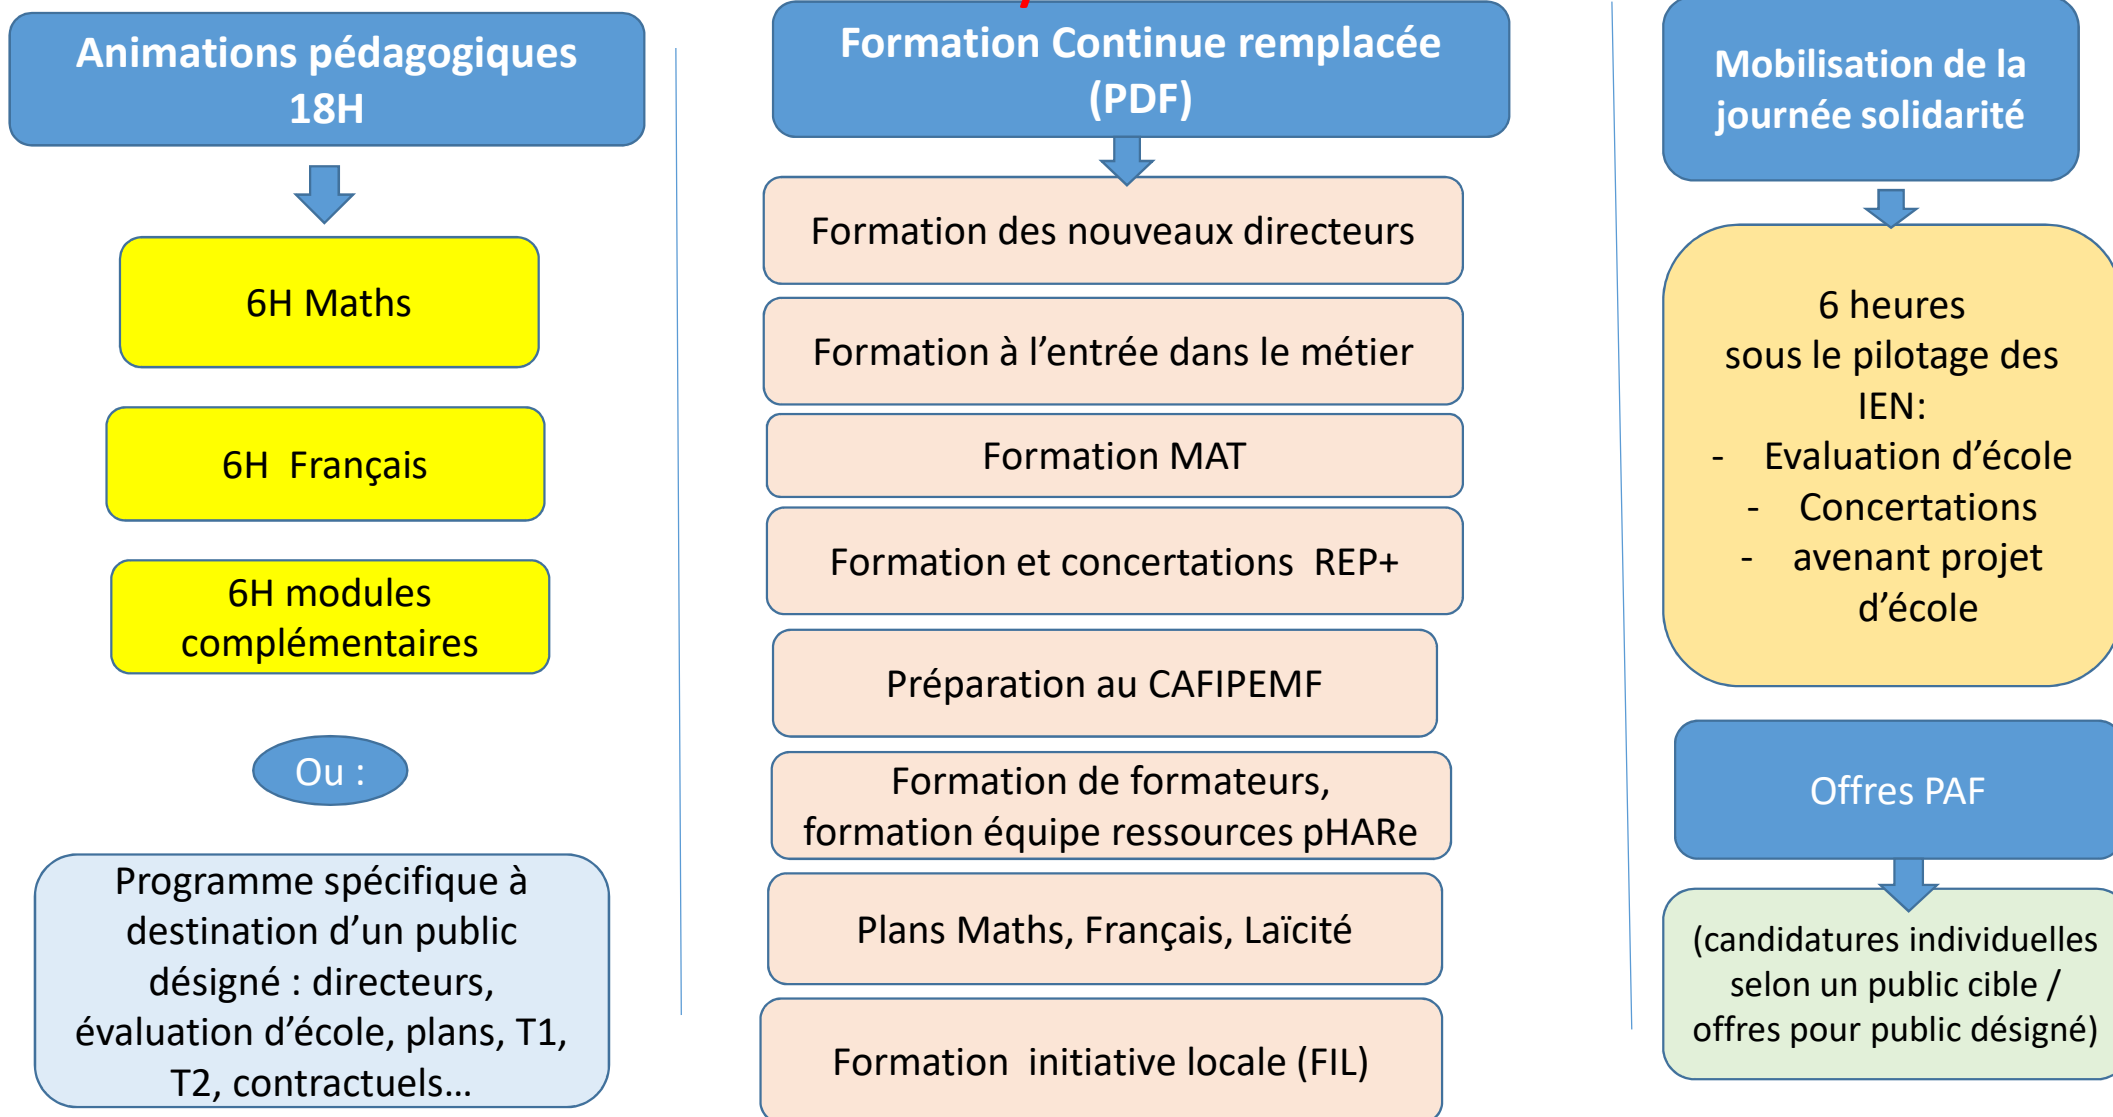 Animations pédagogiques
18H
6H Maths
6H Français
6H modules
complémentaires
Ou :
Programme spécifique à
destination d’un public
désigné : directeurs,
évaluation d’école, plans, T1,
T2, contractuels…
Formation Continue remplacée
(PDF)
Formation des nouveaux directeurs
Formation à l’entrée dans le métier
Formation MAT
Formation et concertations REP+
Préparation au CAFIPEMF
Formation de formateurs,
formation équipe ressources pHARe
Plans Maths, Français, Laïcité
Formation initiative locale (FIL)
Mobilisation de la
journée solidarité
6 heures
sous le pilotage des
IEN:
- Evaluation d’école
- Concertations
- avenant projet
d’école
Offres PAF
(candidatures individuelles
selon un public cible /
offres pour public désigné)